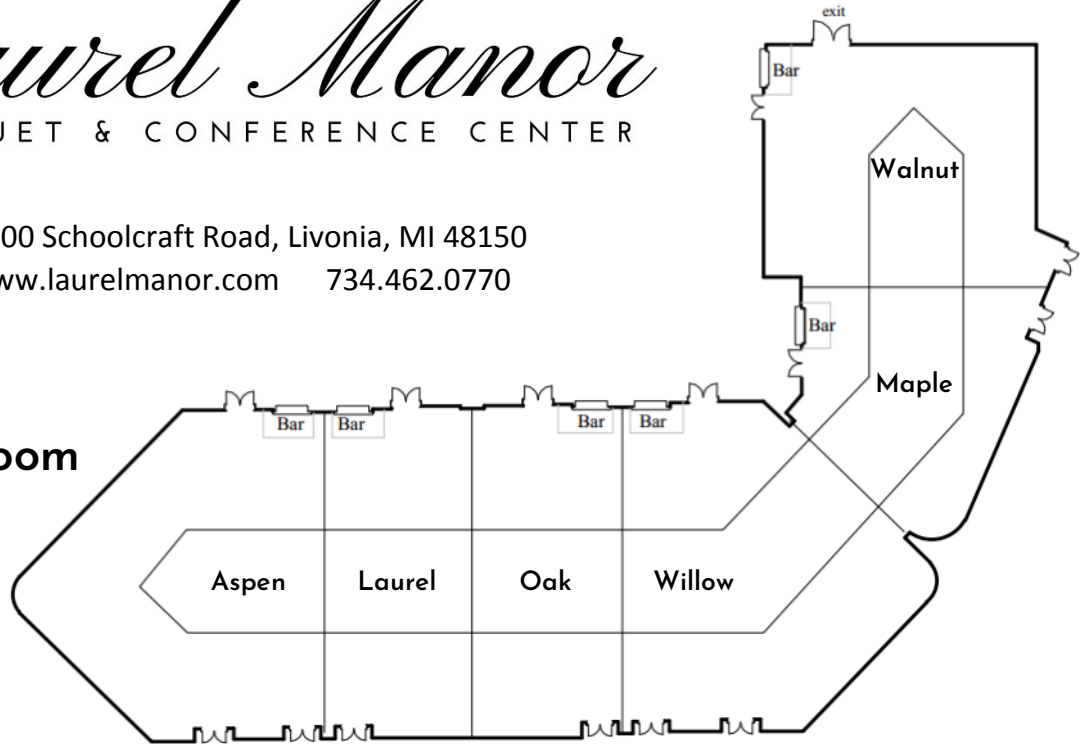 urel Manor
UET & CONFERENCE CENTER
00 Schoolcraft Road, Livonia, MI 48150
ww.laurelmanor.com 734.462.0770
oom
exit
Bar
Walnut
Bar
Maple
Bar Bar Bar Bar
Aspen Laurel Oak Willow